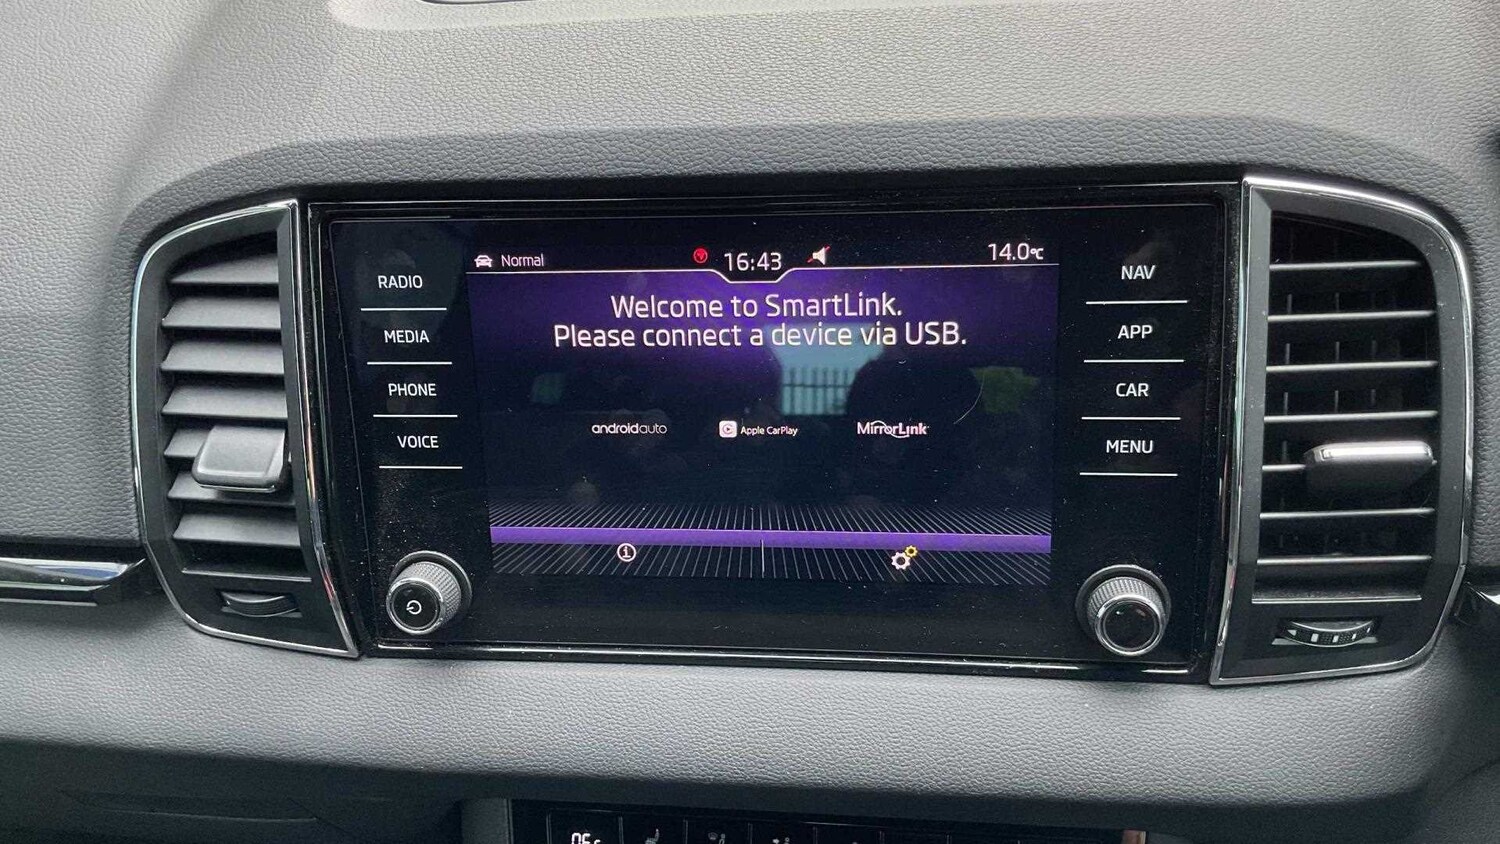 Normal
16:43
14.0°C
Welcome to SmartLink.
Please connect a device via USB.
androidauto
Apple CarPlay
MirrorLink
RADIO
MEDIA
PHONE
VOICE
NAV
APP
CAR
MENU